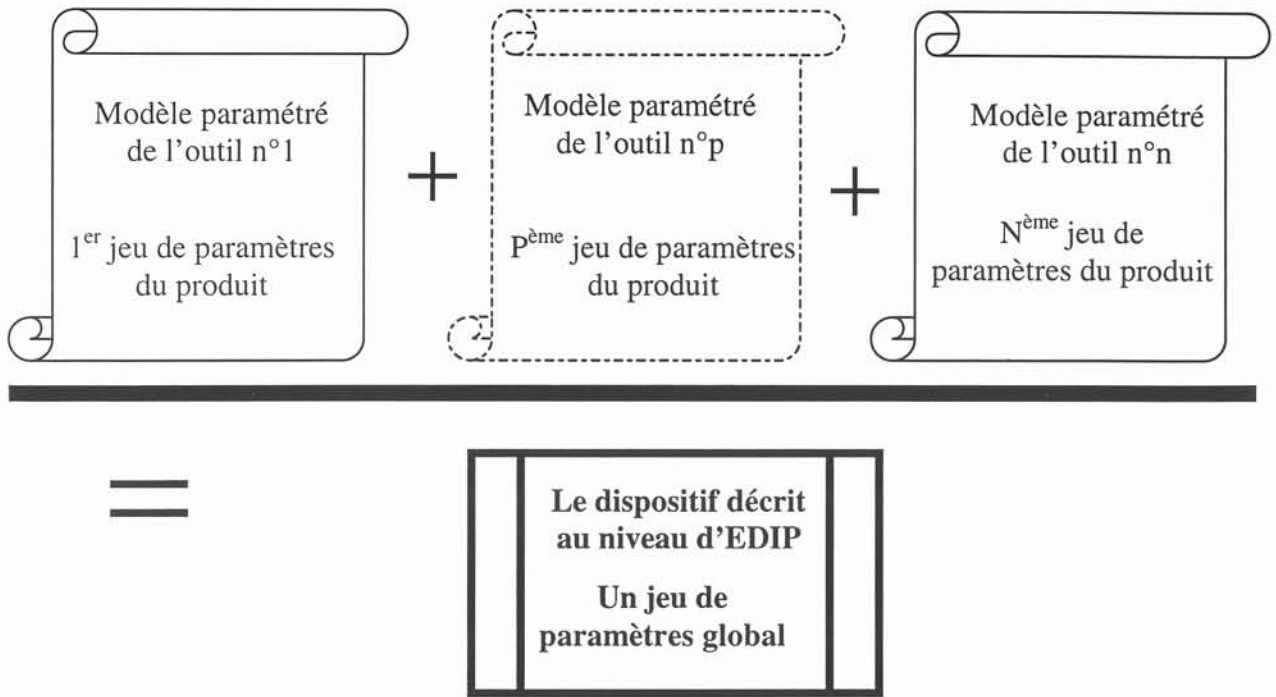 Modèle paramétré
de l’outil n°1
1er jeu de paramètres
du produit
+
Modèle paramétré
de l’outil n°p
Pème jeu de paramètres
du produit
+
Modèle paramétré
de l’outil n°n
Nème jeu de
paramètres du produit
=
Le dispositif décrit
au niveau d’EDIP
Un jeu de
paramètres global